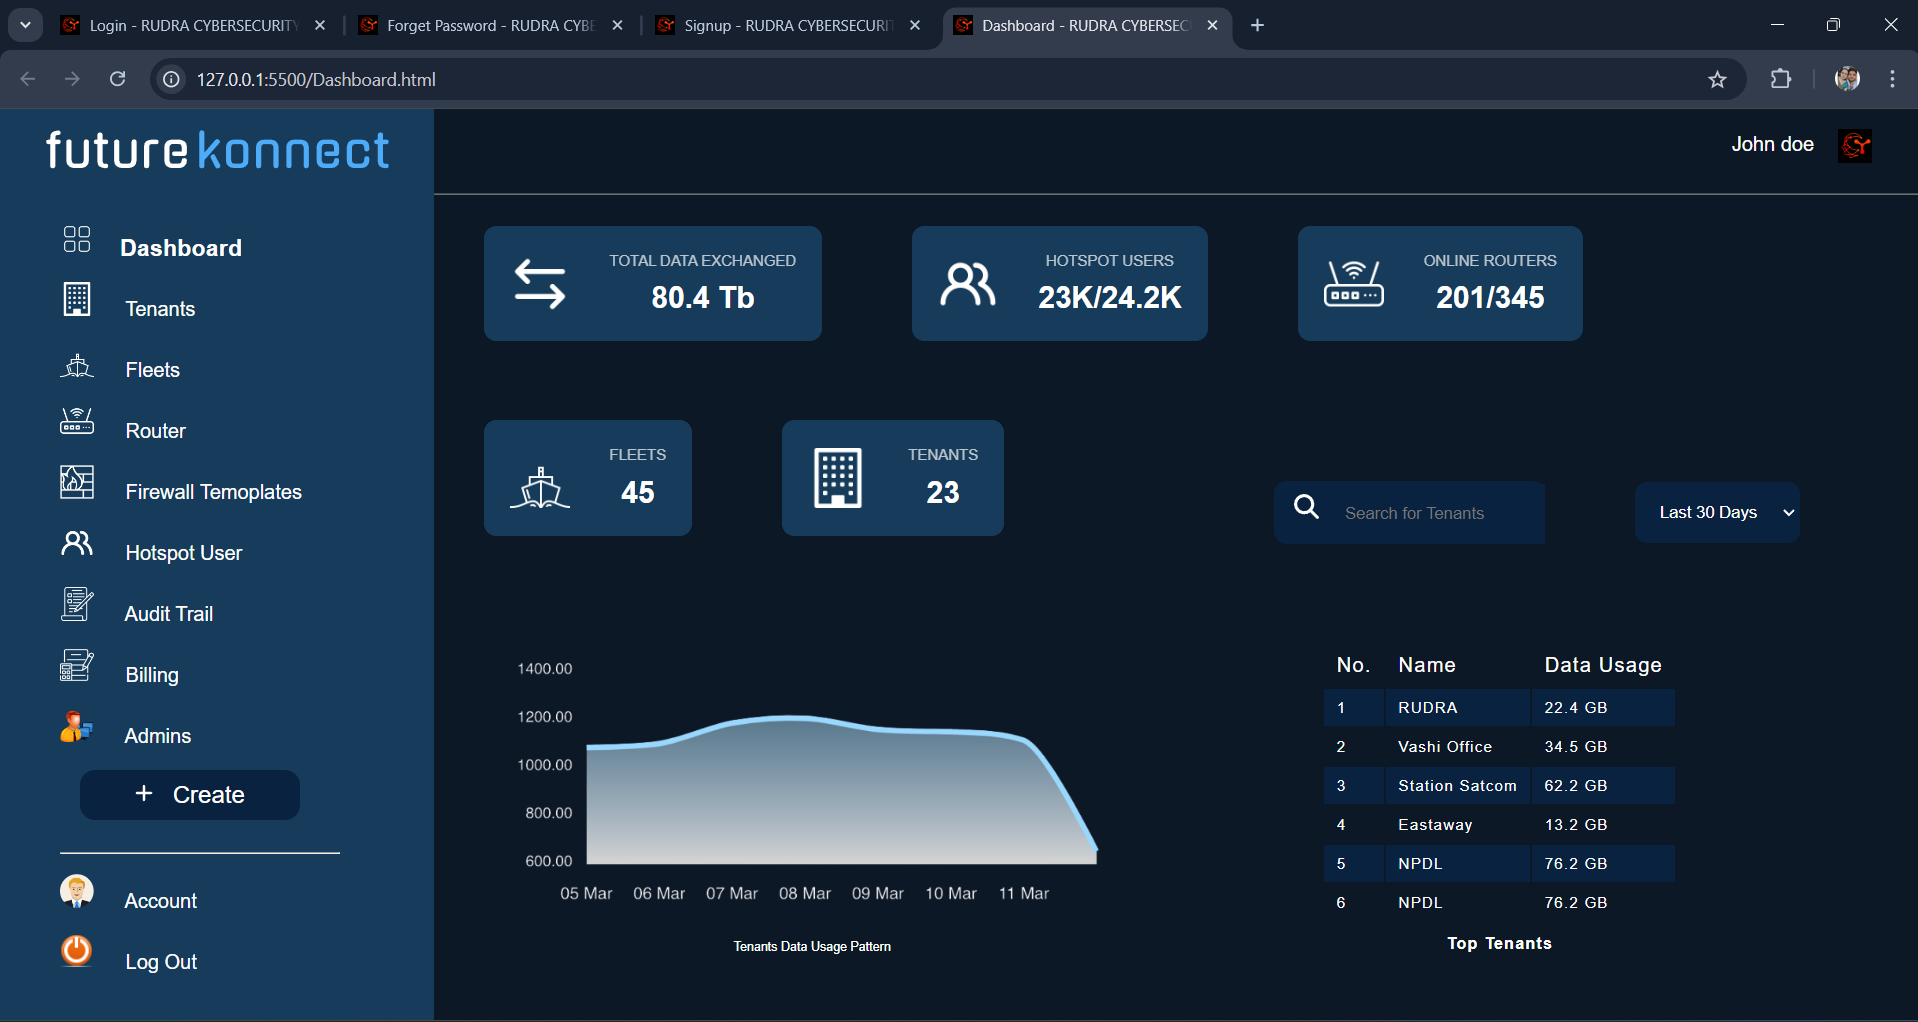 Login - RUDRA CYBERSECURITY
Forget Password - RUDRA CYBE
Signup - RUDRA CYBERSECURIT
Dashboard - RUDRA CYBERSEC
127.0.0.1:5500/Dashboard.html
future konnect
John doe
Dashboard
Tenants
Fleets
Router
Firewall Temoplates
Hotspot User
Audit Trail
Billing
Admins
+ Create
Account
Log Out
TOTAL DATA EXCHANGED
80.4 Tb
HOTSPOT USERS
23K/24.2K
ONLINE ROUTERS
201/345
FLEETS
45
TENANTS
23
Search for Tenants
Last 30 Days
1400.00
1200.00
1000.00
800.00
600.00
05 Mar 06 Mar 07 Mar 08 Mar 09 Mar 10 Mar 11 Mar
Tenants Data Usage Pattern
No. Name Data Usage
1 RUDRA 22.4 GB
2 Vashi Office 34.5 GB
3 Station Satcom 62.2 GB
4 Eastaway 13.2 GB
5 NPDL 76.2 GB
6 NPDL 76.2 GB
Top Tenants